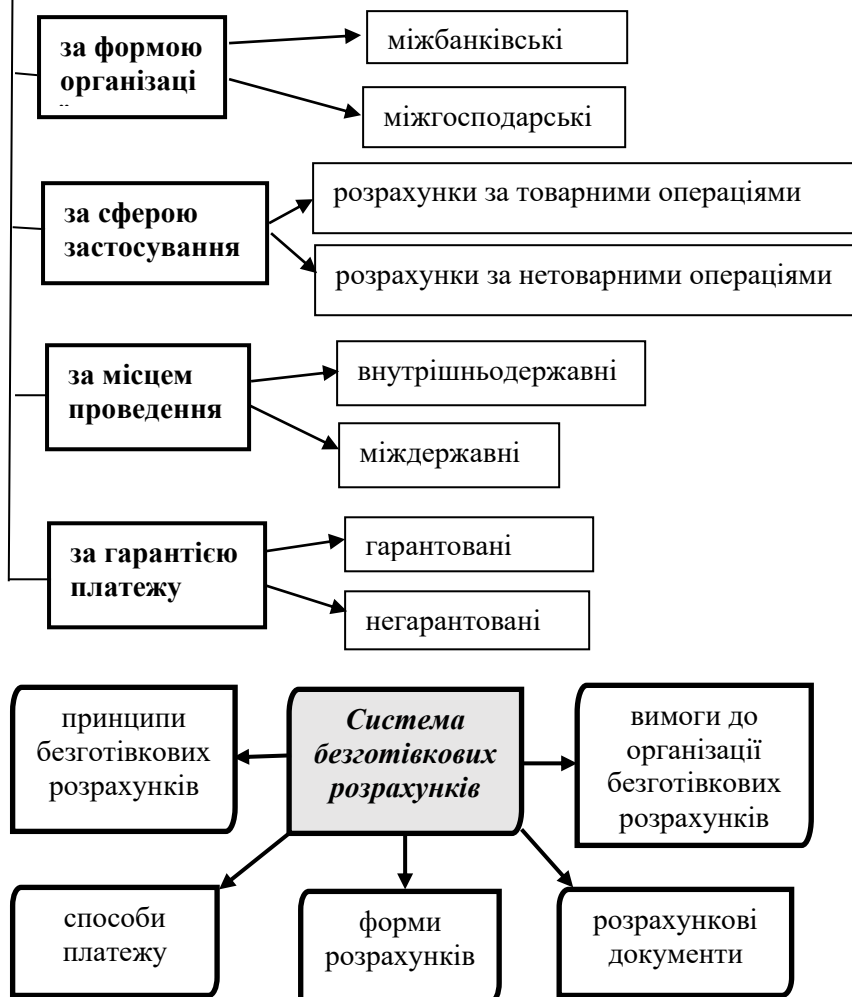 за формою
організаці
міжбанківські
міжгосподарські
за сферою
застосування
розрахунки за товарними операціями
розрахунки за нетоварними операціями
за місцем
проведення
внутрішньодержавні
міждержавні
за гарантією
платежу
гарантовані
негарантовані
принципи
безготівкових
розрахунків
Система
безготівкових
розрахунків
вимоги до
організації
безготівкових
розрахунків
способи
платежу
форми
розрахунків
розрахункові
документи